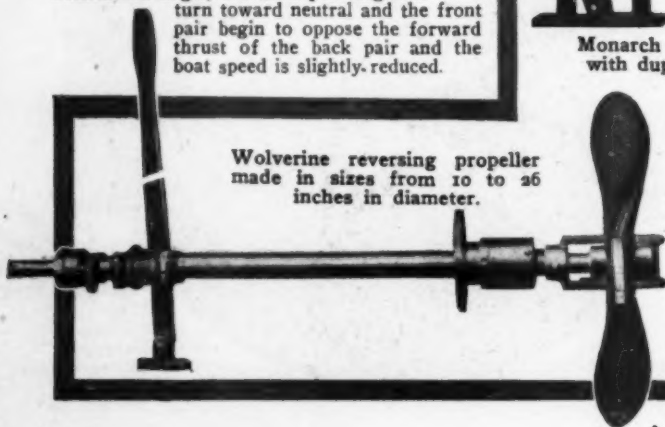 turn toward neutral and the front
pair begin to oppose the forward
thrust of the back pair and the
boat speed is slightly reduced.
Monarch
with
Wolverine reversing propeller
made in sizes from 10 to 26
inches in diameter.